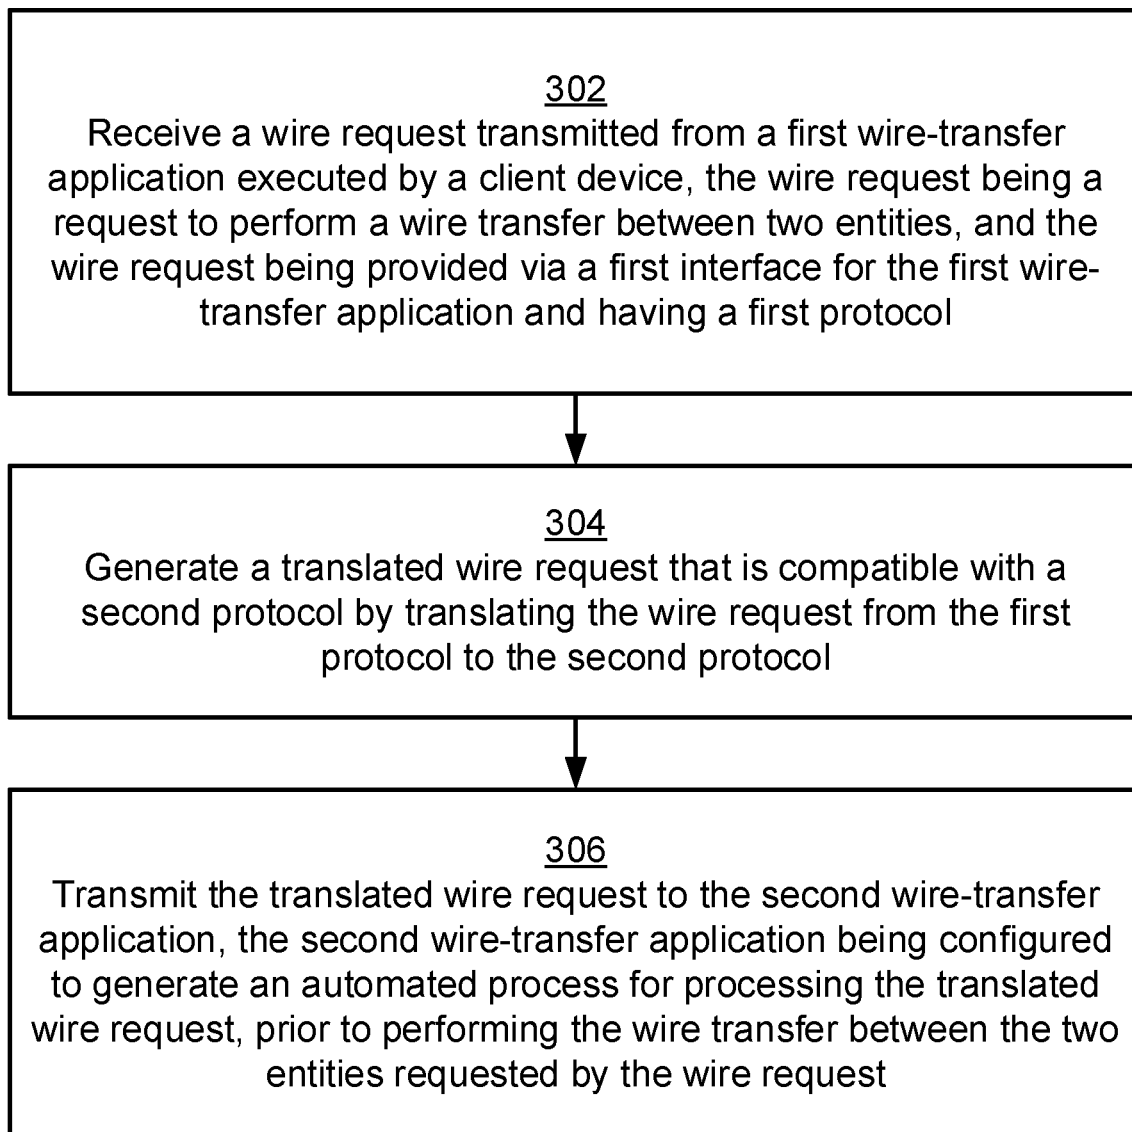 302
Receive a wire request transmitted from a first wire-transfer
application executed by a client device, the wire request being a
request to perform a wire transfer between two entities, and the
wire request being provided via a first interface for the first wire-
transfer application and having a first protocol
304
Generate a translated wire request that is compatible with a
second protocol by translating the wire request from the first
protocol to the second protocol
306
Transmit the translated wire request to the second wire-transfer
application, the second wire-transfer application being configured
to generate an automated process for processing the translated
wire request, prior to performing the wire transfer between the two
entities requested by the wire request